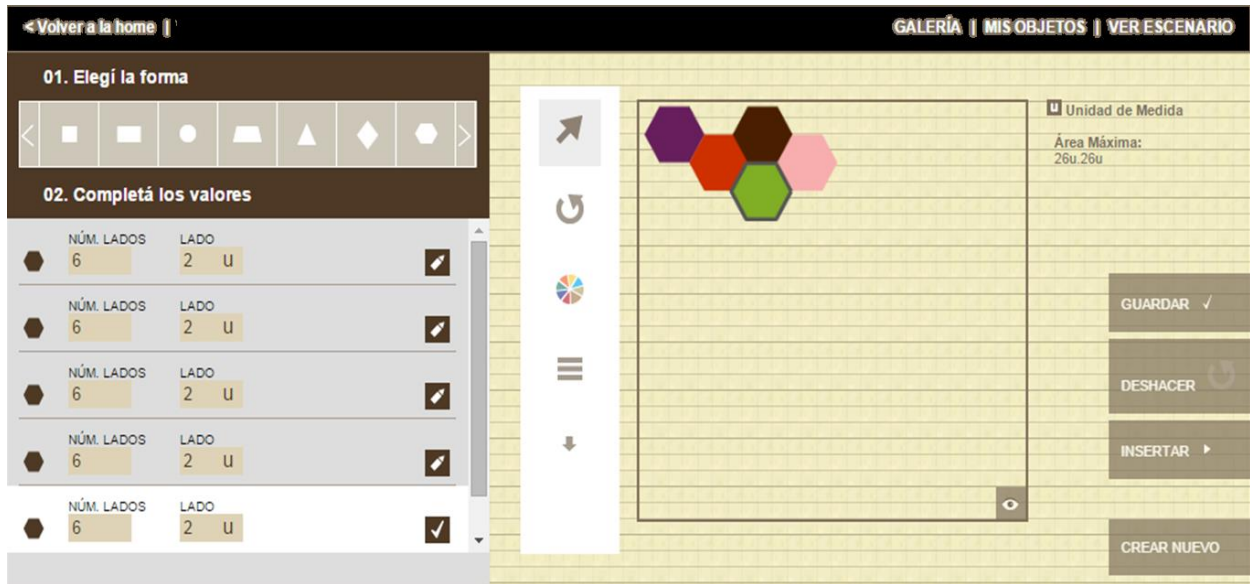 < Volver a la home |
GALERÍA | MIS OBJETOS | VER ESCENARIO
01. Elegí la forma
02. Completá los valores
NÚM. LADOS LADO
6 2 u
NÚM. LADOS LADO
6 2 u
NÚM. LADOS LADO
6 2 u
NÚM. LADOS LADO
6 2 u
NÚM. LADOS LADO
6 2 u
u Unidad de Medida
Área Máxima:
26u.26u
GUARDAR
DESHACER
INSERTAR
CREAR NUEVO